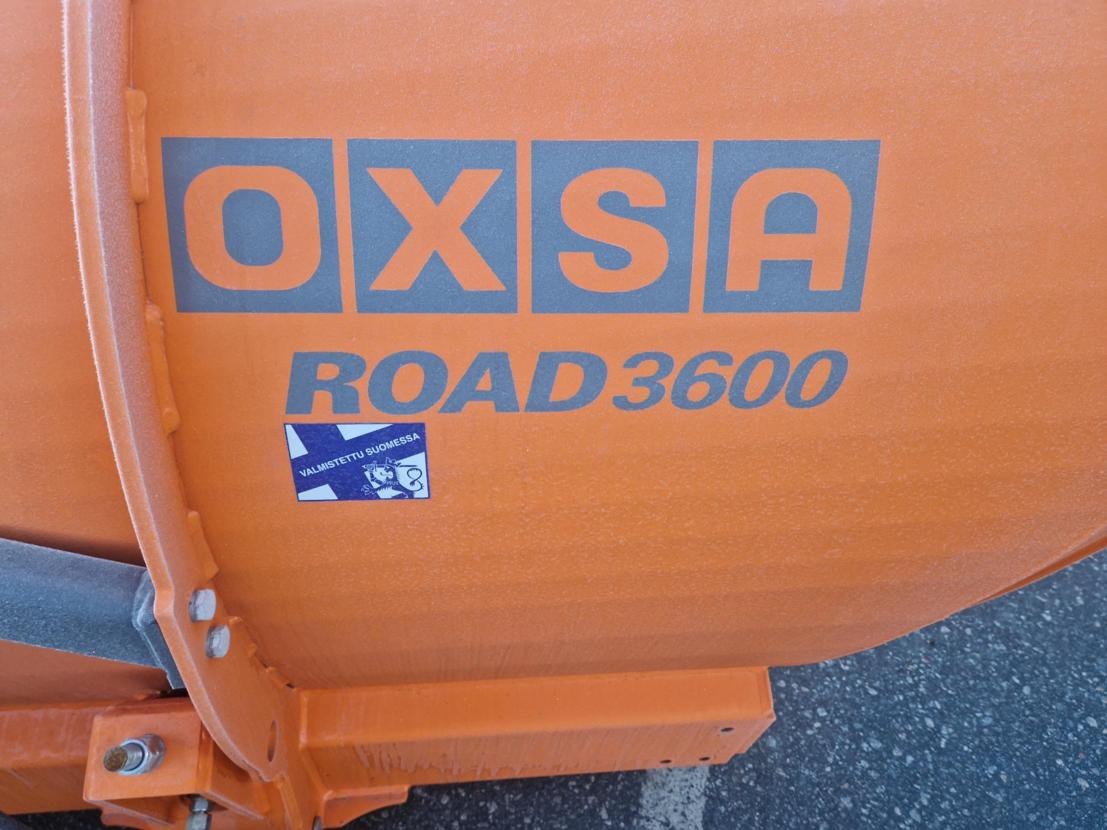 OXSA
ROAD 3600
VALMISTETTU SUOMESSA